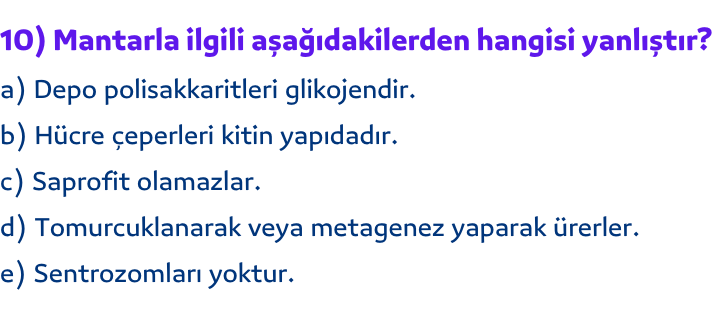 10) Mantarla ilgili aşağıdakilerden hangisi yanlıştır?
a) Depo polisakkaritleri glikojendir.
b) Hücre çeperleri kitin yapıdadır.
c) Saprofit olamazlar.
d) Tomurcuklanarak veya metagenez yaparak ürerler.
e) Sentrozomları yoktur.